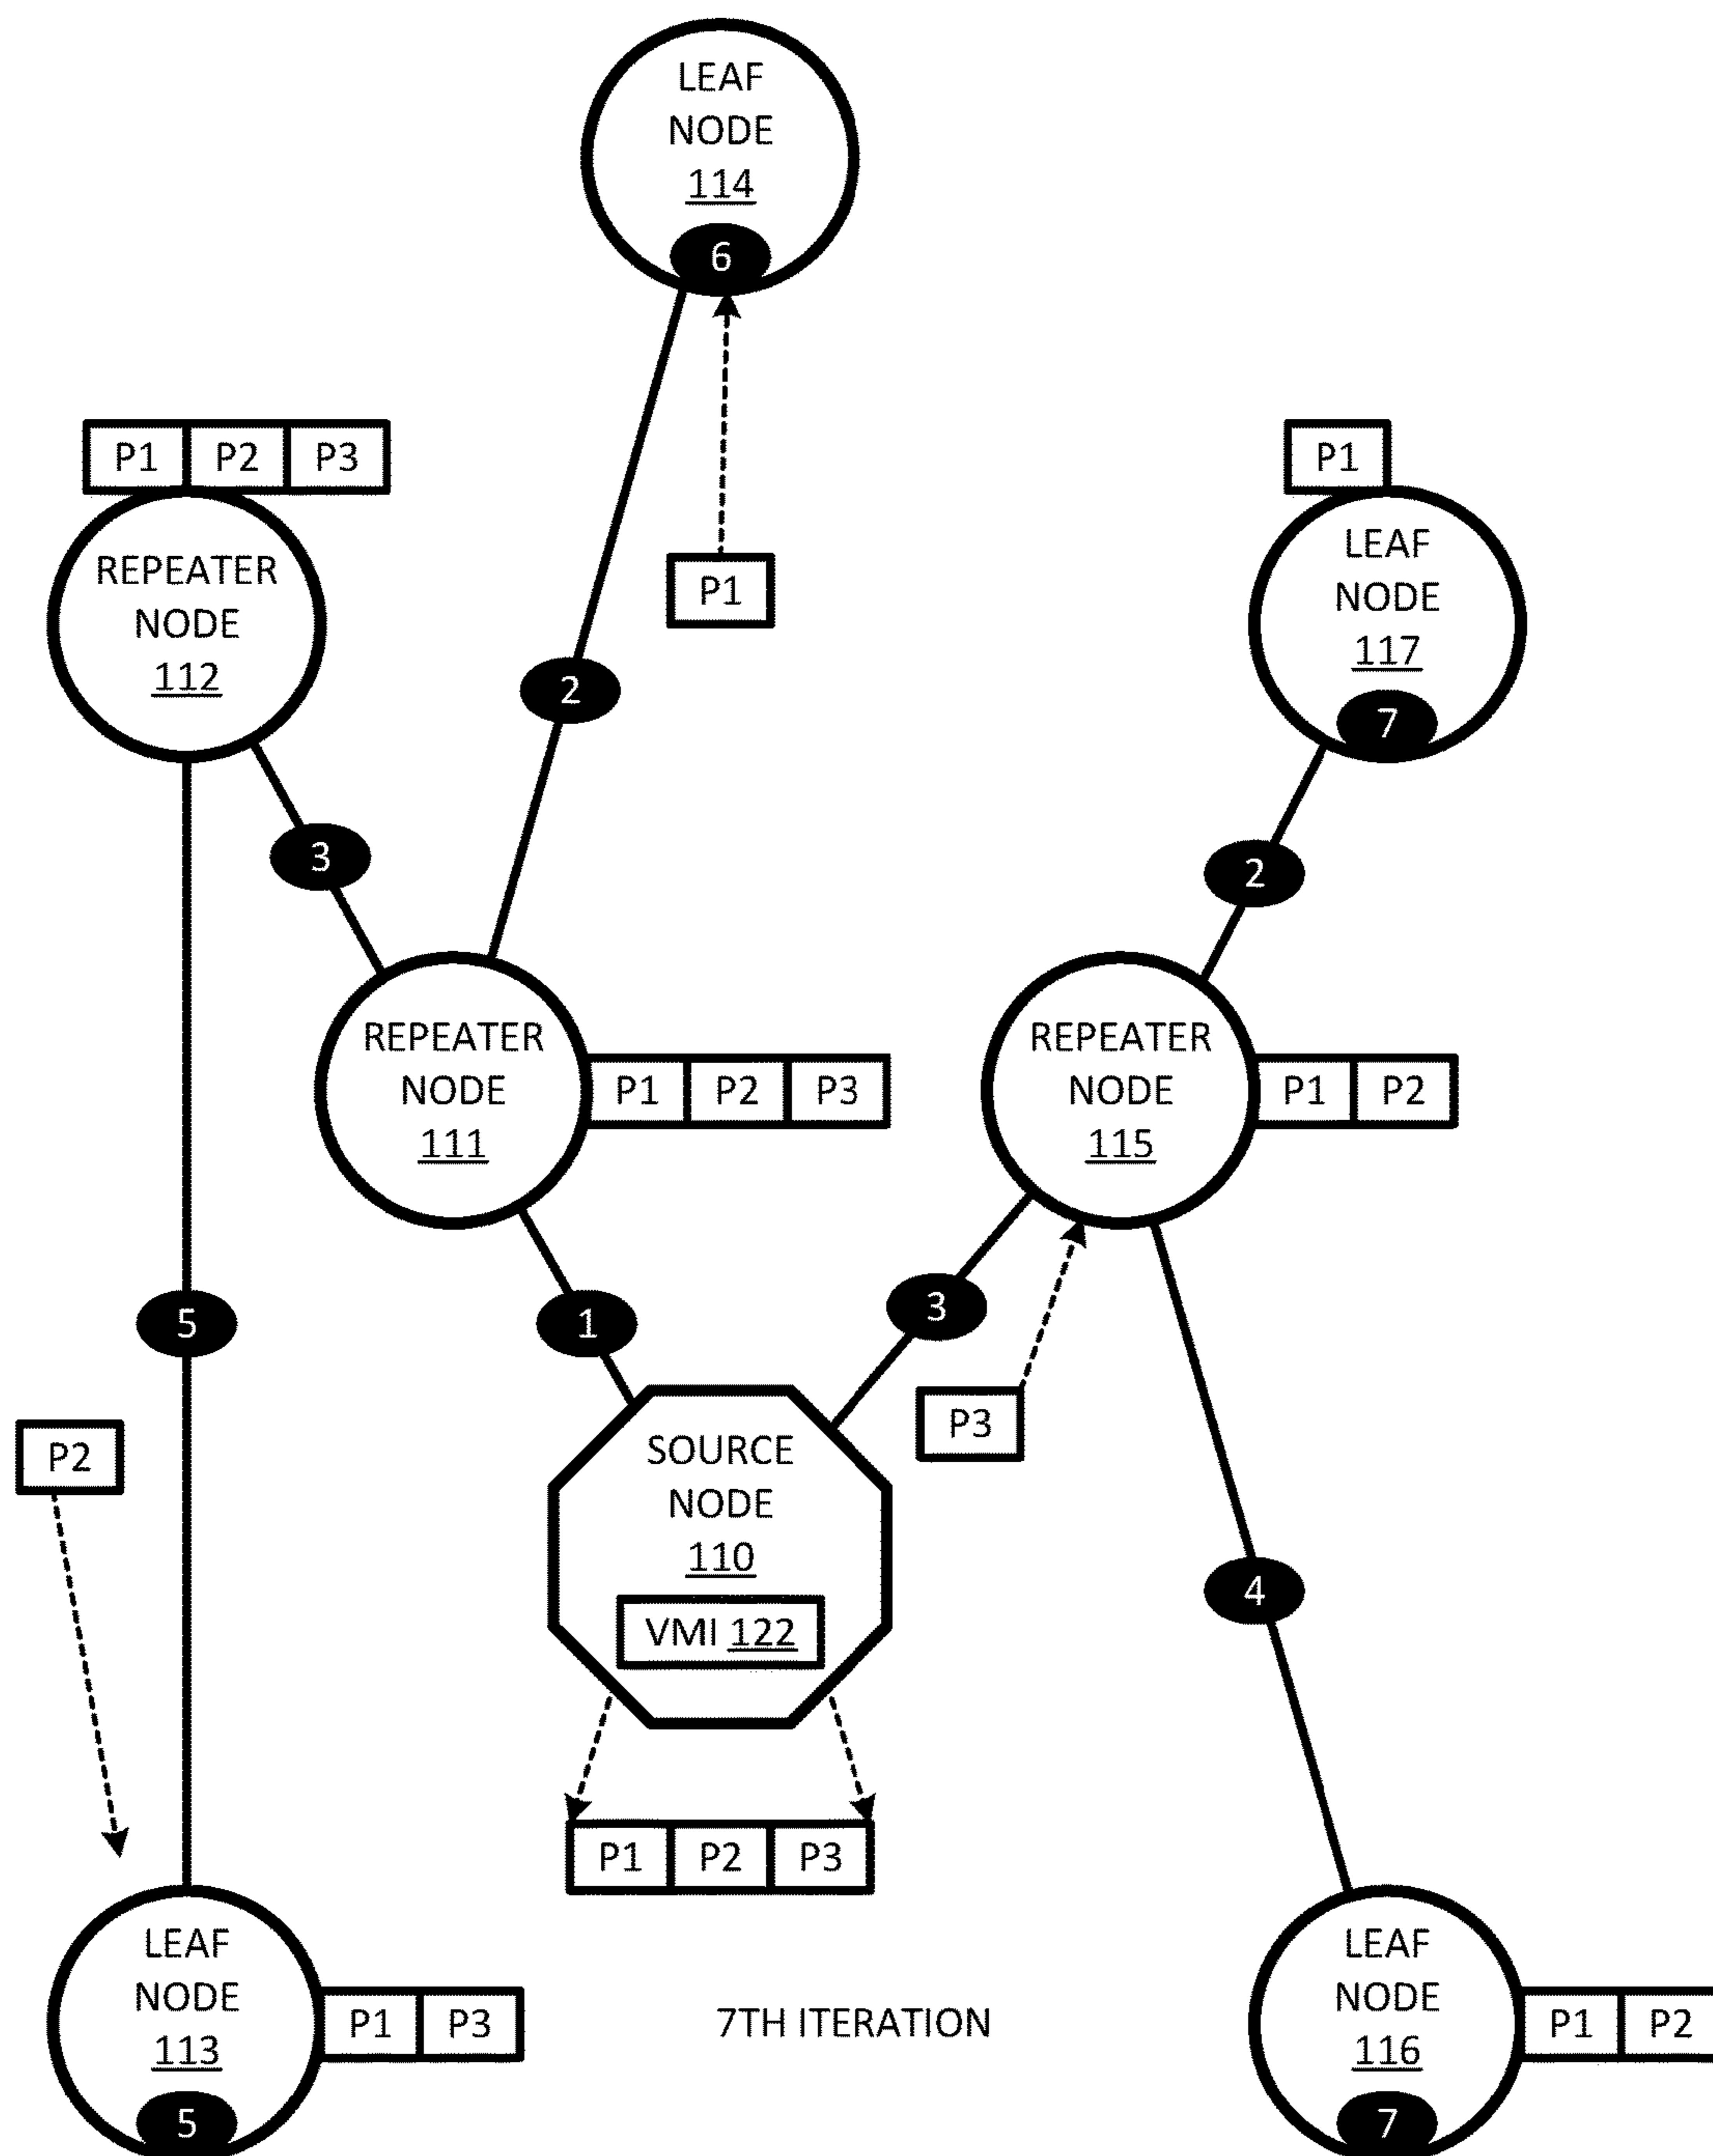 LEAF
NODE
114
6
P1 P2 P3
P1
REPEATER
NODE
112
LEAF
NODE
117
7
P1
2
3
2
REPEATER
NODE
111
P1 P2 P3
REPEATER
NODE
115
P1 P2
5
1
3
P2
P3
SOURCE
NODE
110
VMI 122
4
P1 P2 P3
LEAF
NODE
113
5
P1 P3
7TH ITERATION
LEAF
NODE
116
7
P1 P2